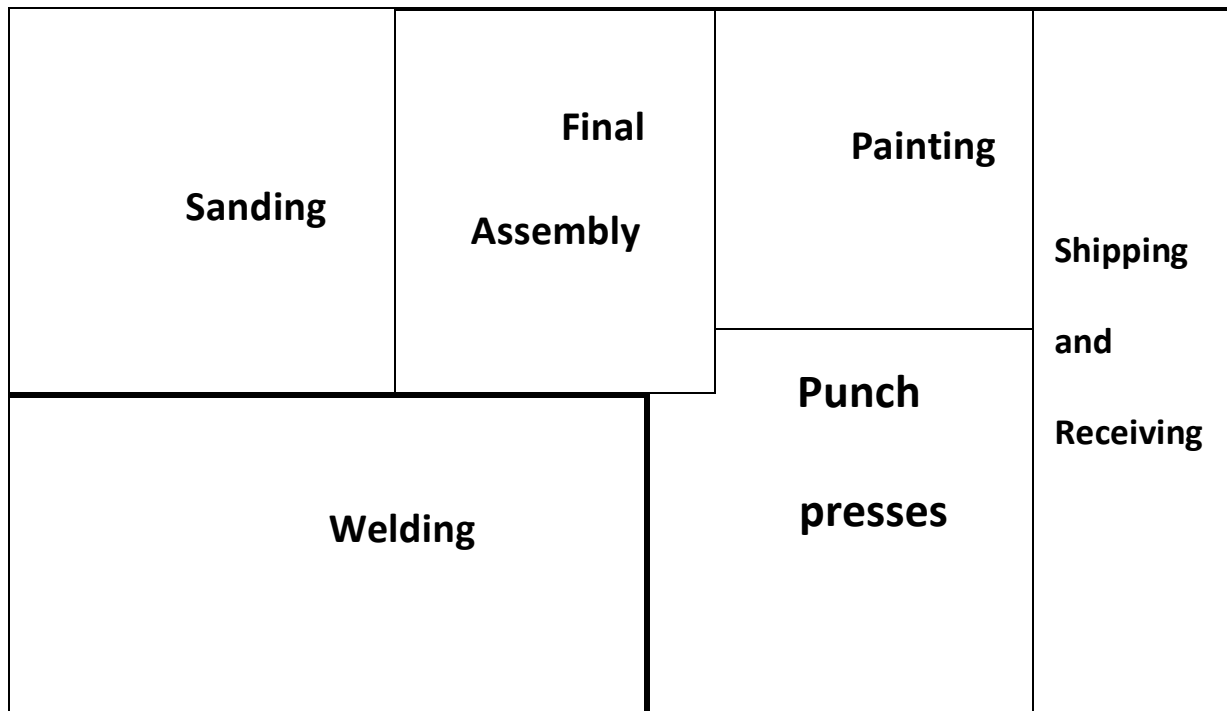 Sanding
Final
Assembly
Painting
Shipping
and
Receiving
Punch
presses
Welding